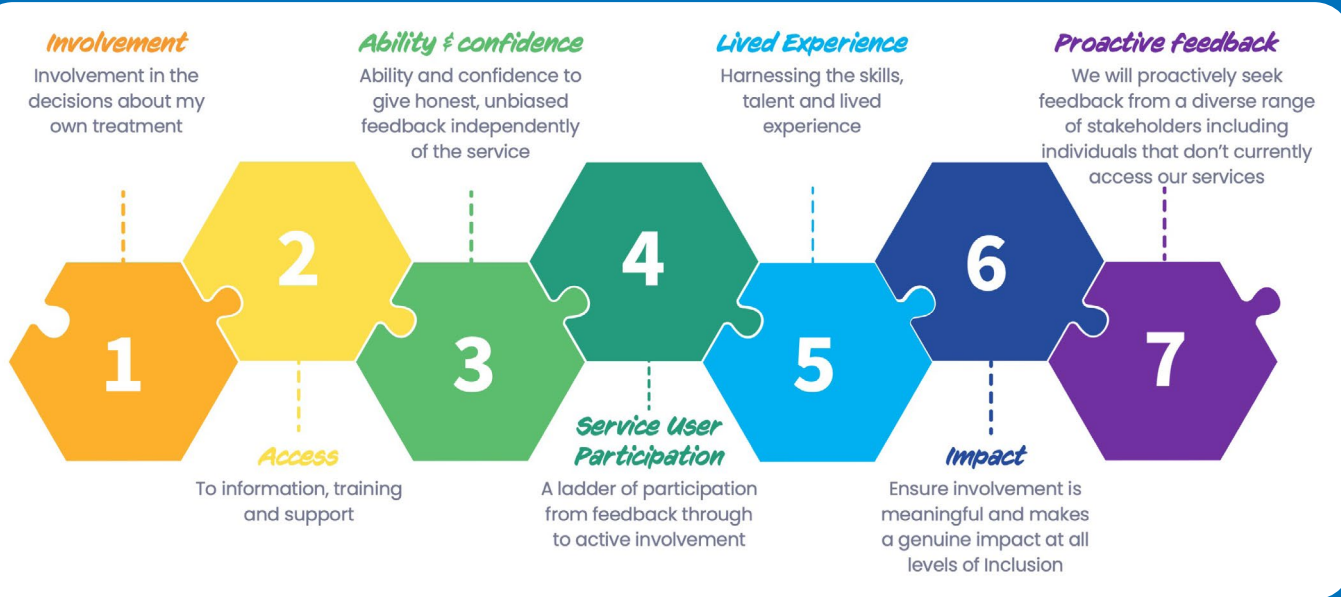 Involvement
Involvement in the
decisions about my
own treatment
1
2
Access
To information, training
and support
Ability & confidence
Ability and confidence to
give honest, unbiased
feedback independently
of the service
3
4
Service User
Participation
A ladder of participation
from feedback through
to active involvement
Lived Experience
Harnessing the skills,
talent and lived
experience
5
6
Impact
Ensure involvement is
meaningful and makes
a genuine impact at all
levels of Inclusion
Proactive feedback
We will proactively seek
feedback from a diverse range
of stakeholders including
individuals that don't currently
access our services
7